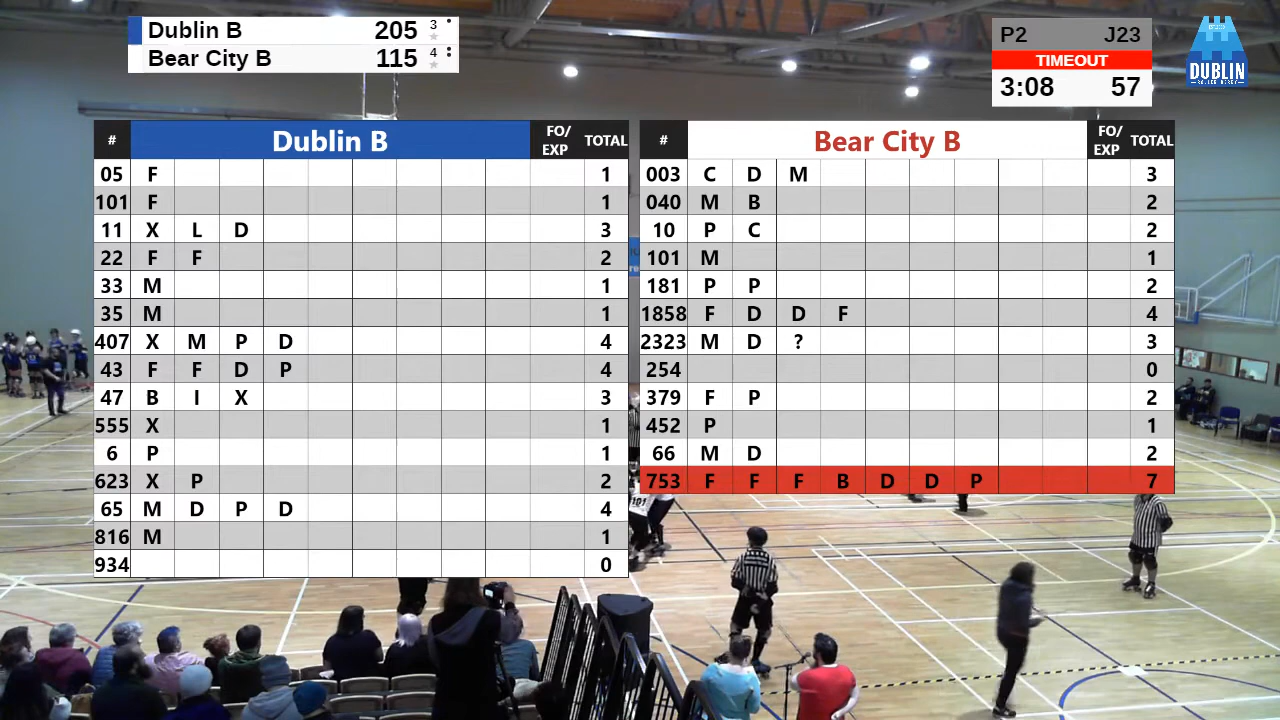 Dublin B 205 3
Bear City B 115 4
P2 J23
TIMEOUT
3:08 57
DUBLIN
# Dublin B FO/EXP TOTAL
05 F 1
101 F 1
11 X L D 3
22 F F 2
33 M 1
35 M 1
407 X M P D 4
43 F F D P 4
47 B I X 3
555 X 1
6 P 1
623 X P 2
65 M D P D 4
816 M 1
934 0
# Bear City B FO/EXP TOTAL
003 C D M 3
040 M B 2
10 P C 2
101 M 1
181 P P 2
1858 F D D F 4
2323 M D ? 3
254 0
379 F P 2
452 P 1
66 M D 2
753 F F F B D D P 7